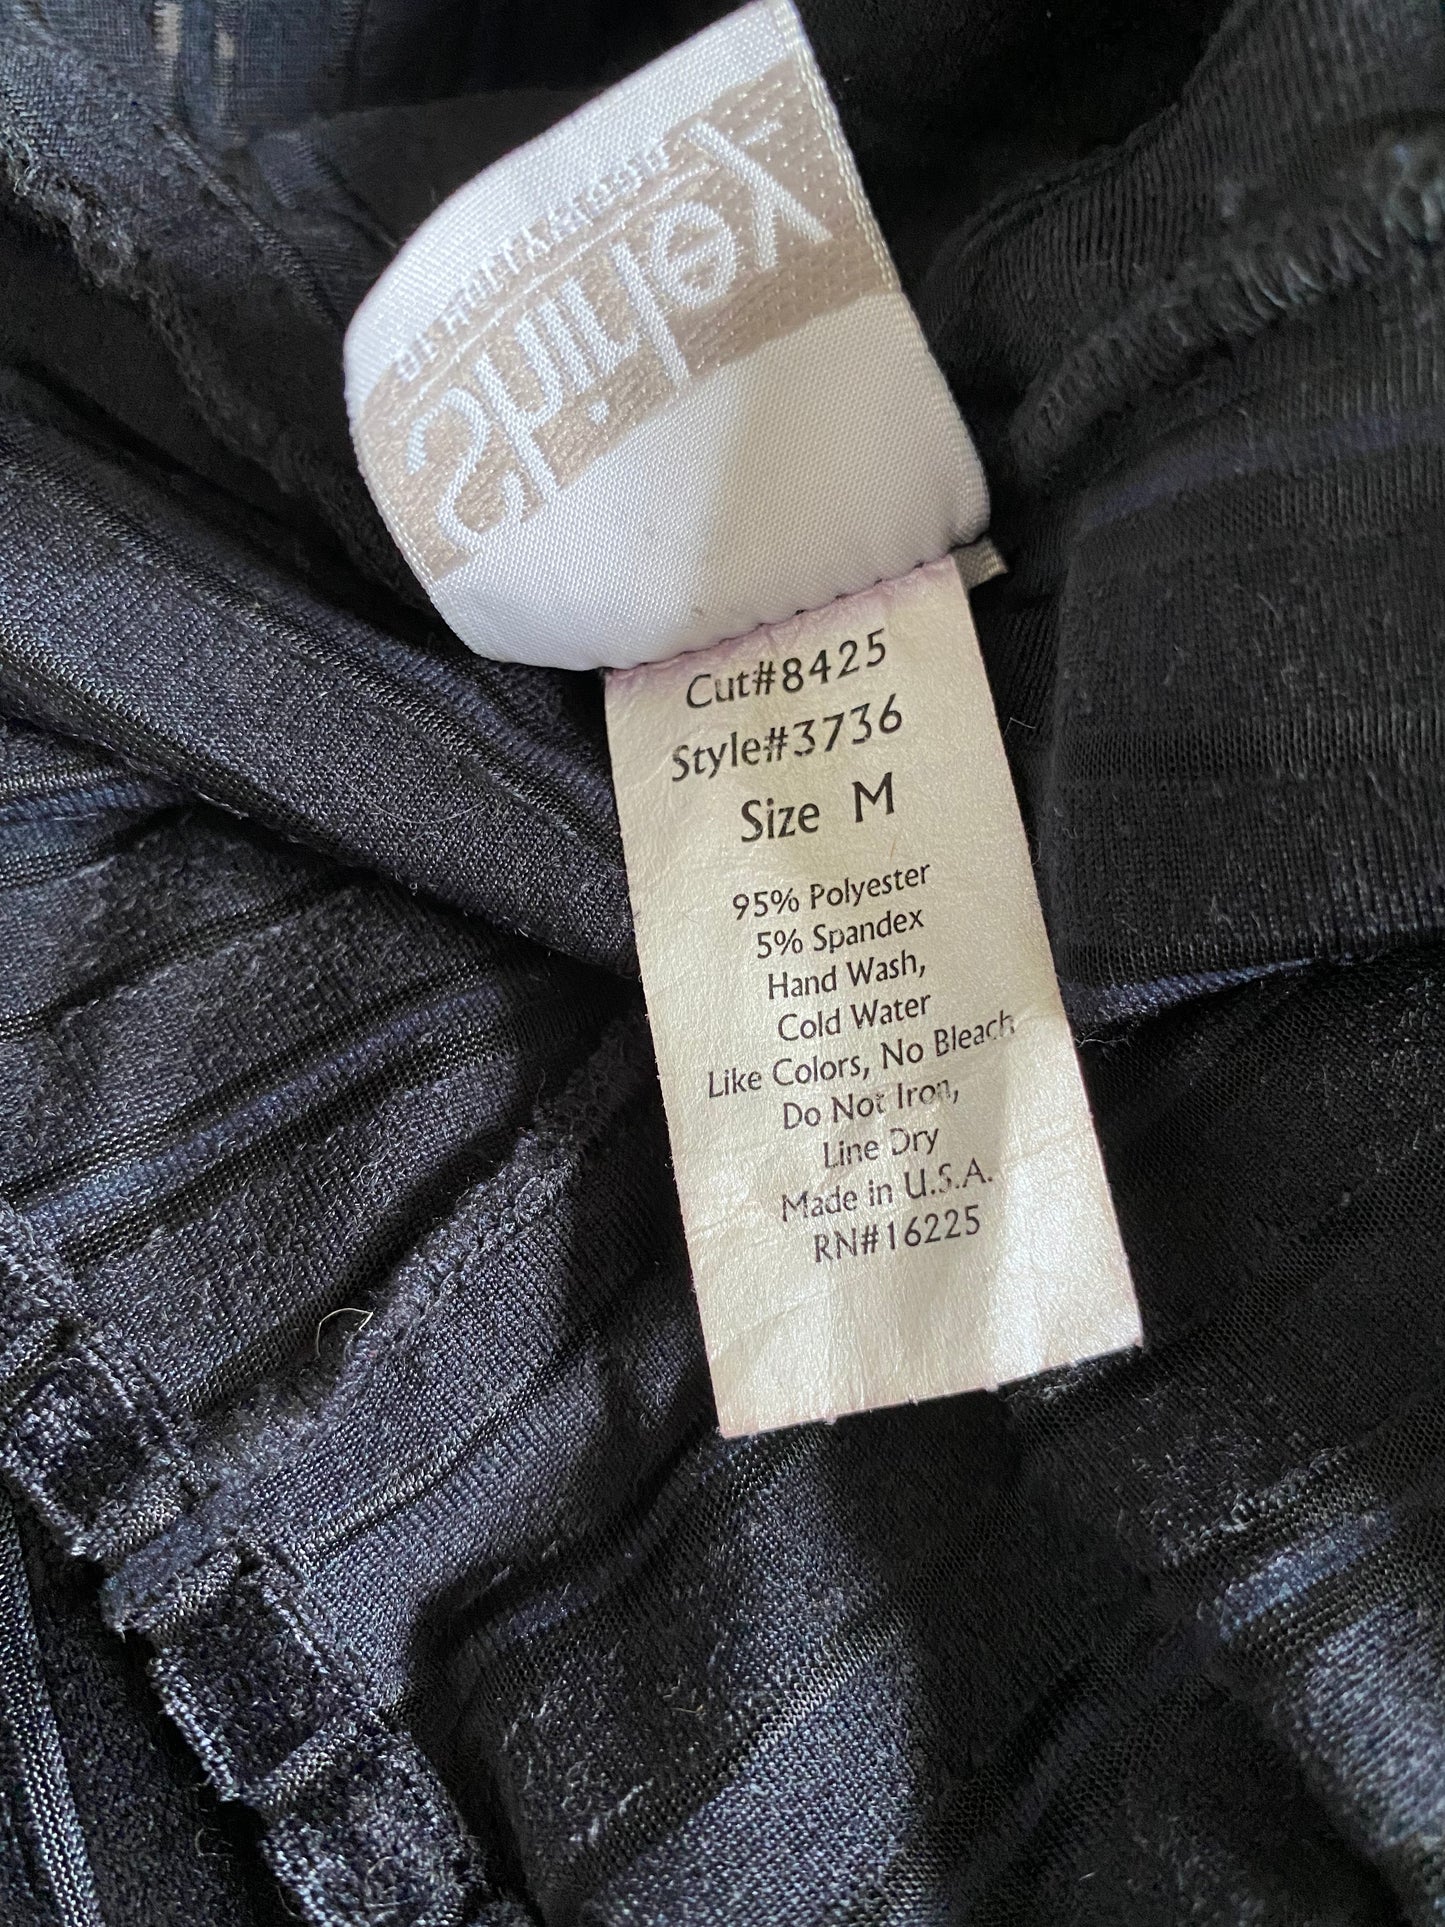 Cut#8425
Style#3736
Size M
95% Polyester
5% Spandex
Hand Wash,
Cold Water
Like Colors, No Bleach
Do Not Iron,
Line Dry
Made in U.S.A.
RN#16225